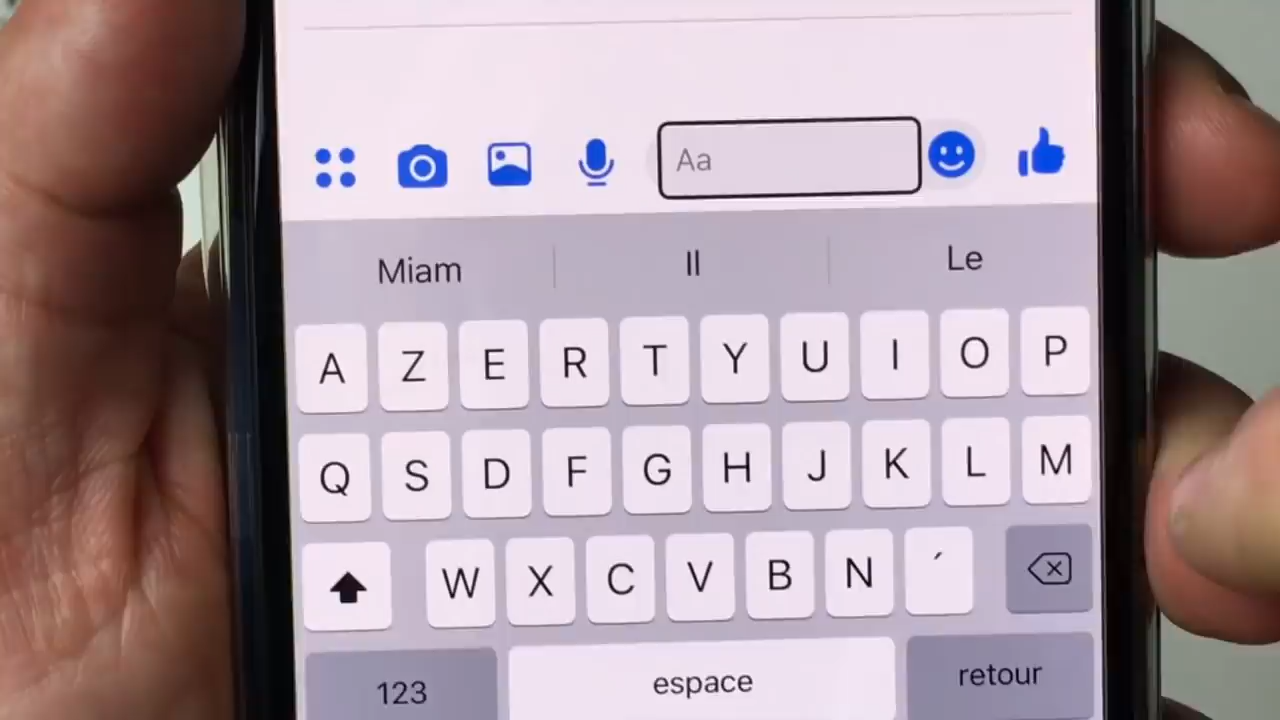 Aa
Miam Il Le
A Z E R T Y U I O P
Q S D F G H J K L M
W X C V B N ´
123 espace retour